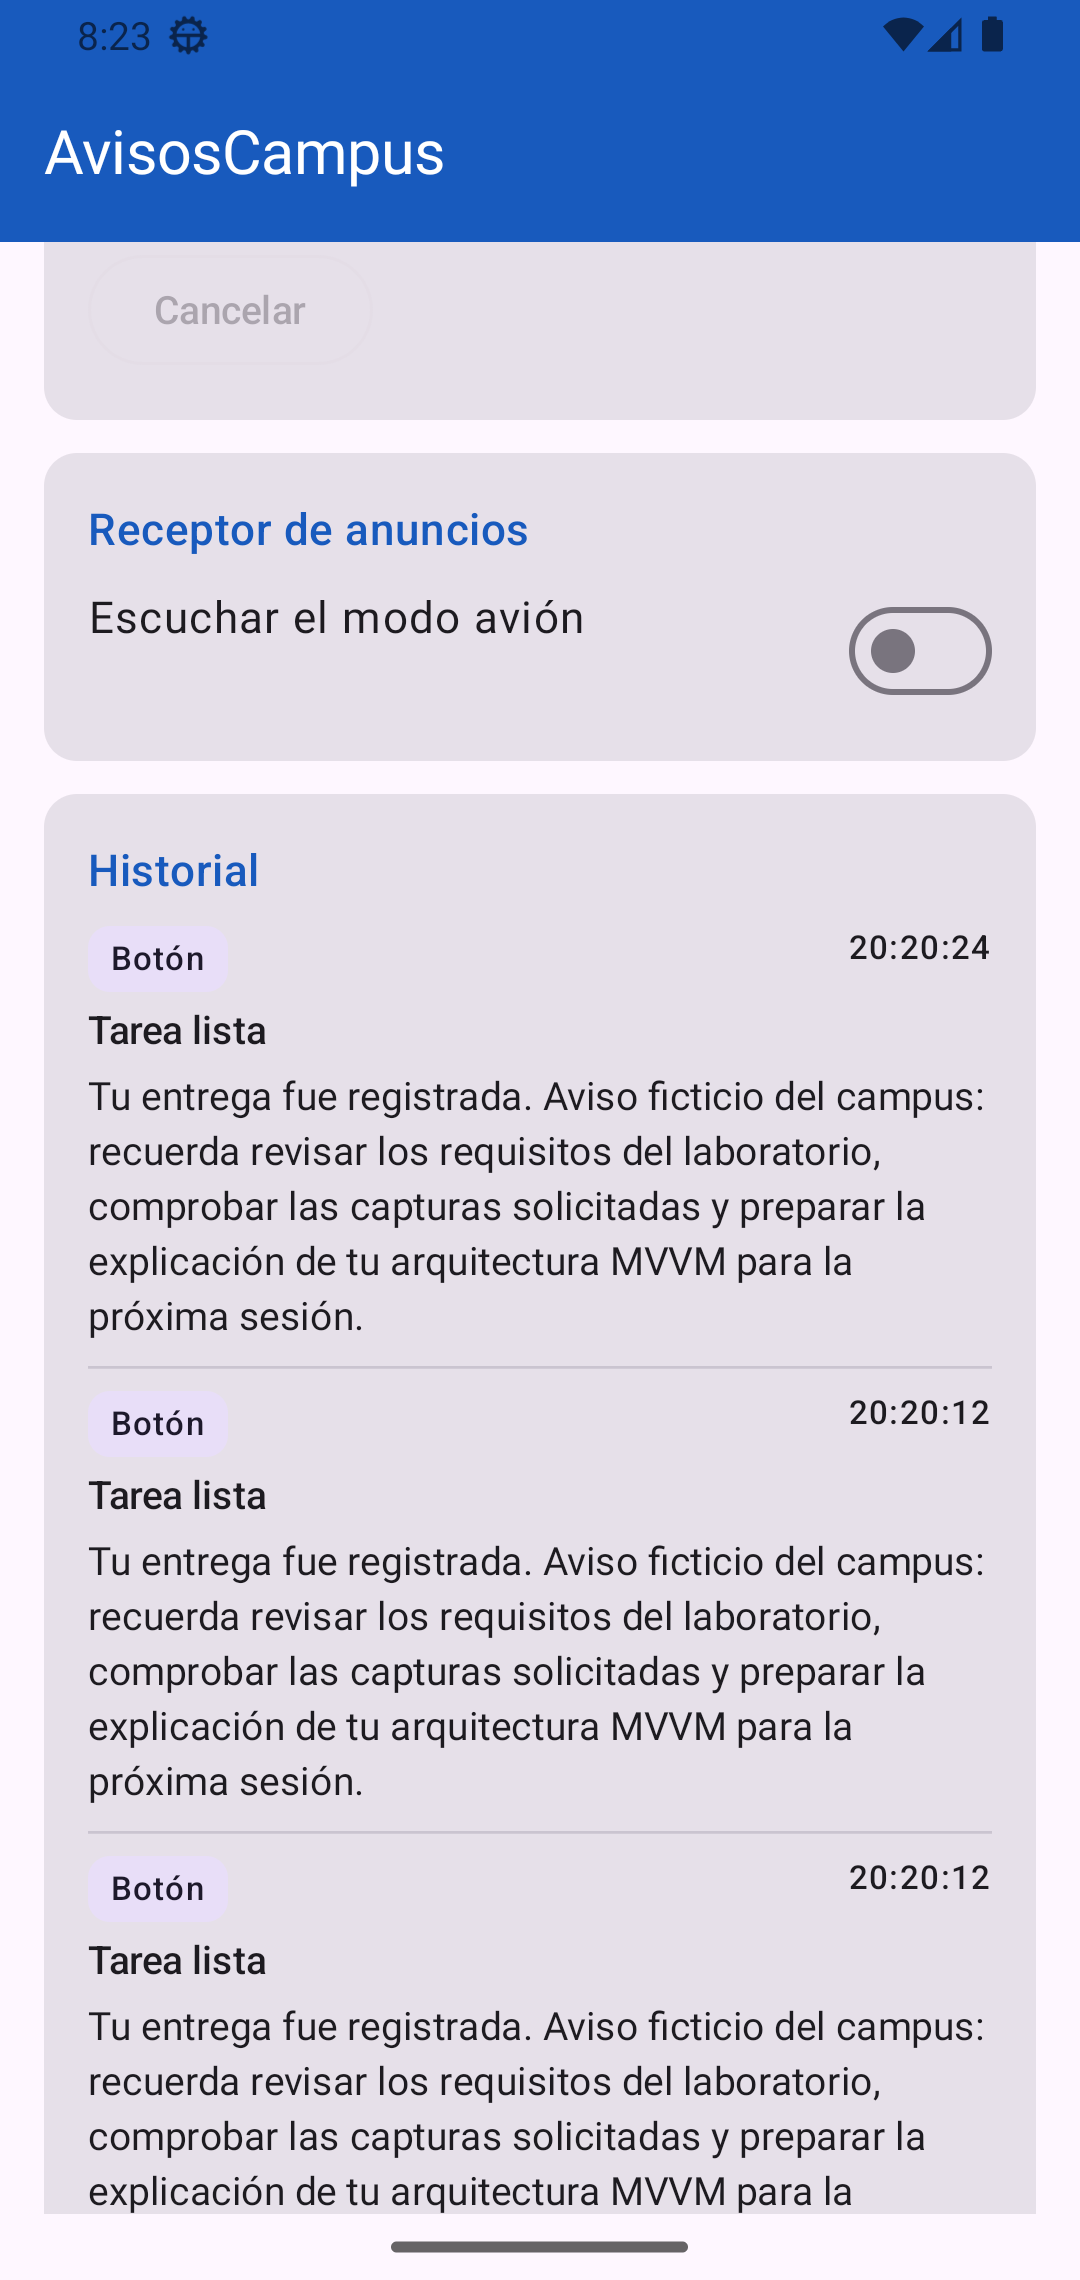 8:23
AvisosCampus
Cancelar
Receptor de anuncios
Escuchar el modo avión
Historial
Botón
20:20:24
Tarea lista
Tu entrega fue registrada. Aviso ficticio del campus:
recuerda revisar los requisitos del laboratorio,
comprobar las capturas solicitadas y preparar la
explicación de tu arquitectura MVVM para la
próxima sesión.
Botón
20:20:12
Tarea lista
Tu entrega fue registrada. Aviso ficticio del campus:
recuerda revisar los requisitos del laboratorio,
comprobar las capturas solicitadas y preparar la
explicación de tu arquitectura MVVM para la
próxima sesión.
Botón
20:20:12
Tarea lista
Tu entrega fue registrada. Aviso ficticio del campus:
recuerda revisar los requisitos del laboratorio,
comprobar las capturas solicitadas y preparar la
explicación de tu arquitectura MVVM para la